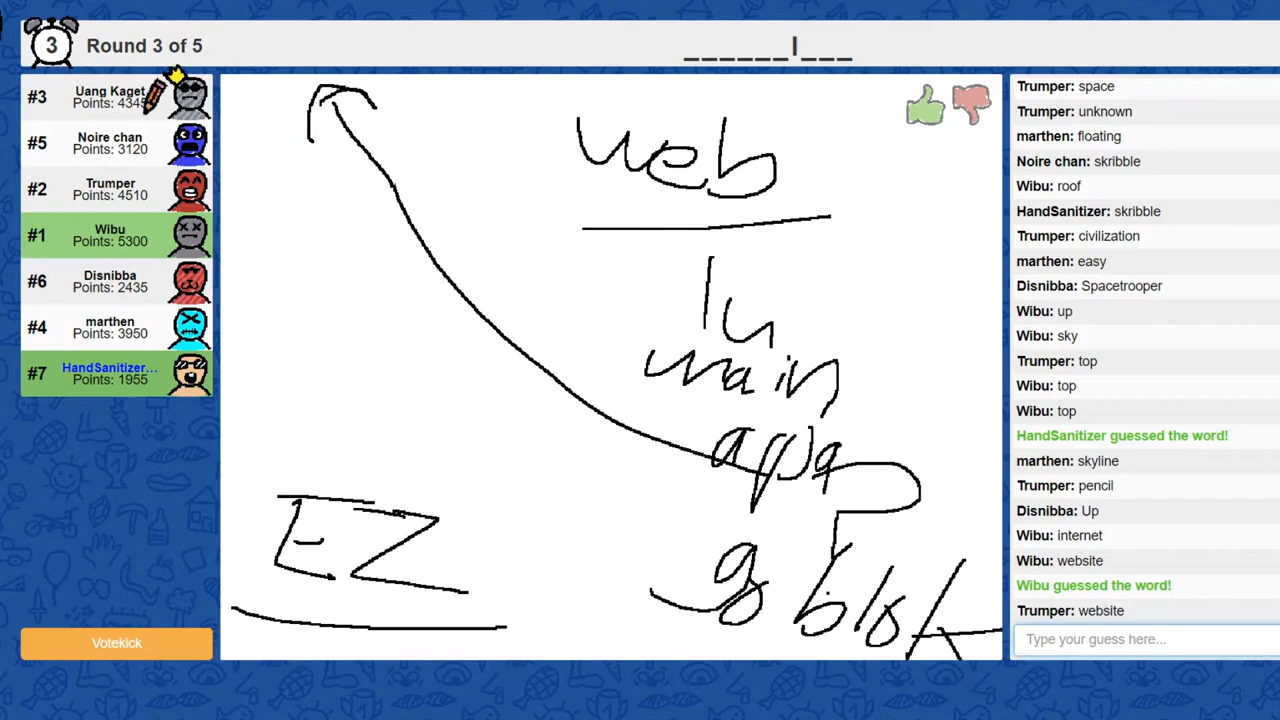 3 Round 3 of 5 ______l___
#3 Uang Kaget Points: 4345
#5 Noire chan Points: 3120
#2 Trumper Points: 4510
#1 Wibu Points: 5300
#6 Disnibba Points: 2435
#4 marthen Points: 3950
#7 HandSanitizer... Points: 1955
Votekick
web
lu
main
apa
gblok
EZ
Trumper: space
Trumper: unknown
marthen: floating
Noire chan: skribble
Wibu: roof
HandSanitizer: skribble
Trumper: civilization
marthen: easy
Disnibba: Spacetrooper
Wibu: up
Wibu: sky
Trumper: top
Wibu: top
Wibu: top
HandSanitizer guessed the word!
marthen: skyline
Trumper: pencil
Disnibba: Up
Wibu: internet
Wibu: website
Wibu guessed the word!
Trumper: website
Type your guess here...